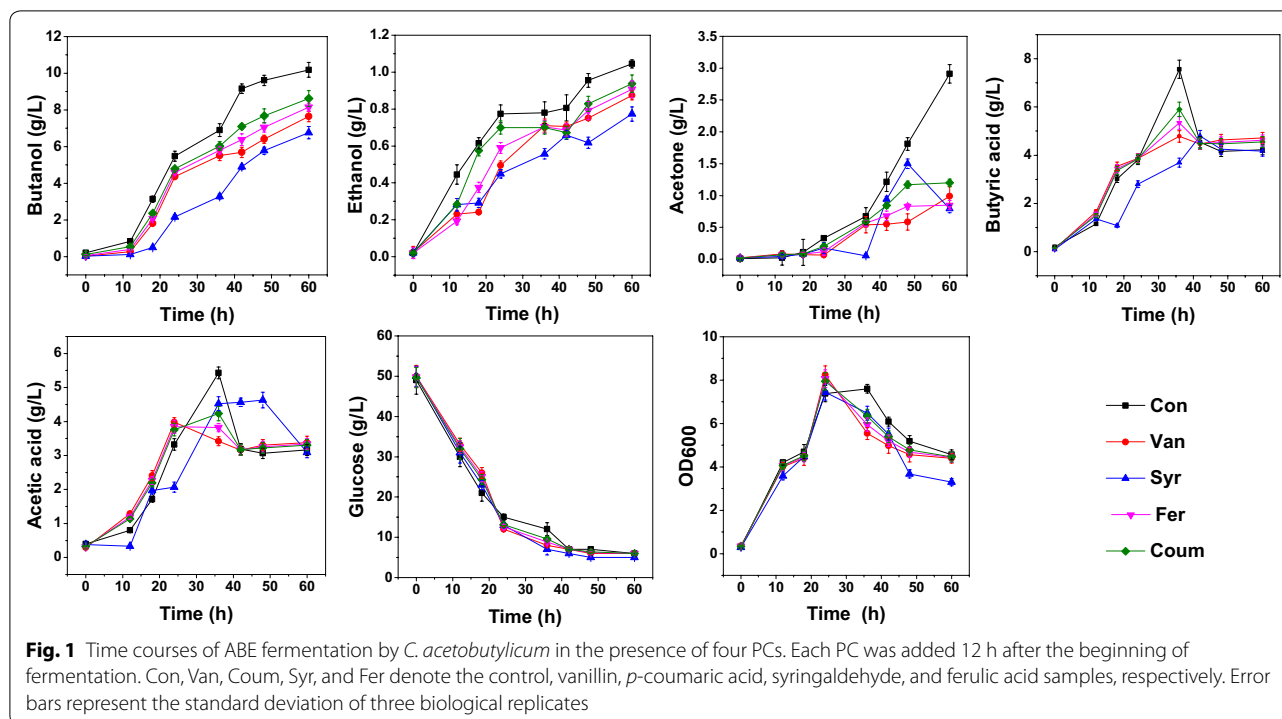 Butanol (g/L)
12
10
8
6
4
2
0
0 10 20 30 40 50 60
Time (h)
Ethanol (g/L)
1.2
1.0
0.8
0.6
0.4
0.2
0.0
0 10 20 30 40 50 60
Time (h)
Acetone (g/L)
3.5
3.0
2.5
2.0
1.5
1.0
0.5
0.0
0 10 20 30 40 50 60
Time (h)
Butyric acid (g/L)
8
6
4
2
0
0 10 20 30 40 50 60
Time (h)
Acetic acid (g/L)
6
5
4
3
2
1
0
0 10 20 30 40 50 60
Time (h)
Glucose (g/L)
60
50
40
30
20
10
0
0 10 20 30 40 50 60
Time (h)
OD600
10
8
6
4
2
0
0 10 20 30 40 50 60
Time (h)
Con
Van
Syr
Fer
Coum
Fig. 1 Time courses of ABE fermentation by C. acetobutylicum in the presence of four PCs. Each PC was added 12 h after the beginning of
fermentation. Con, Van, Coum, Syr, and Fer denote the control, vanillin, p-coumaric acid, syringaldehyde, and ferulic acid samples, respectively. Error
bars represent the standard deviation of three biological replicates